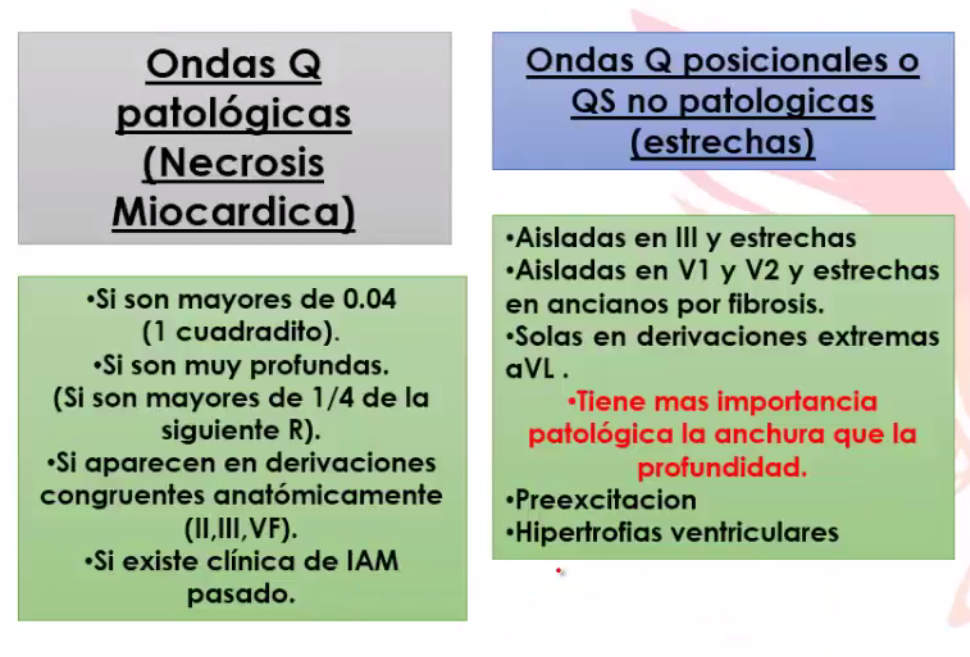 Ondas Q
patológicas
(Necrosis
Miocardica)
•Si son mayores de 0.04
(1 cuadradito).
•Si son muy profundas.
(Si son mayores de 1/4 de la
siguiente R).
•Si aparecen en derivaciones
congruentes anatómicamente
(II,III,VF).
•Si existe clínica de IAM
pasado.
Ondas Q posicionales o
QS no patologicas
(estrechas)
•Aisladas en III y estrechas
•Aisladas en V1 y V2 y estrechas
en ancianos por fibrosis.
•Solas en derivaciones extremas
aVL .
•Tiene mas importancia
patológica la anchura que la
profundidad.
•Preexcitacion
•Hipertrofias ventriculares